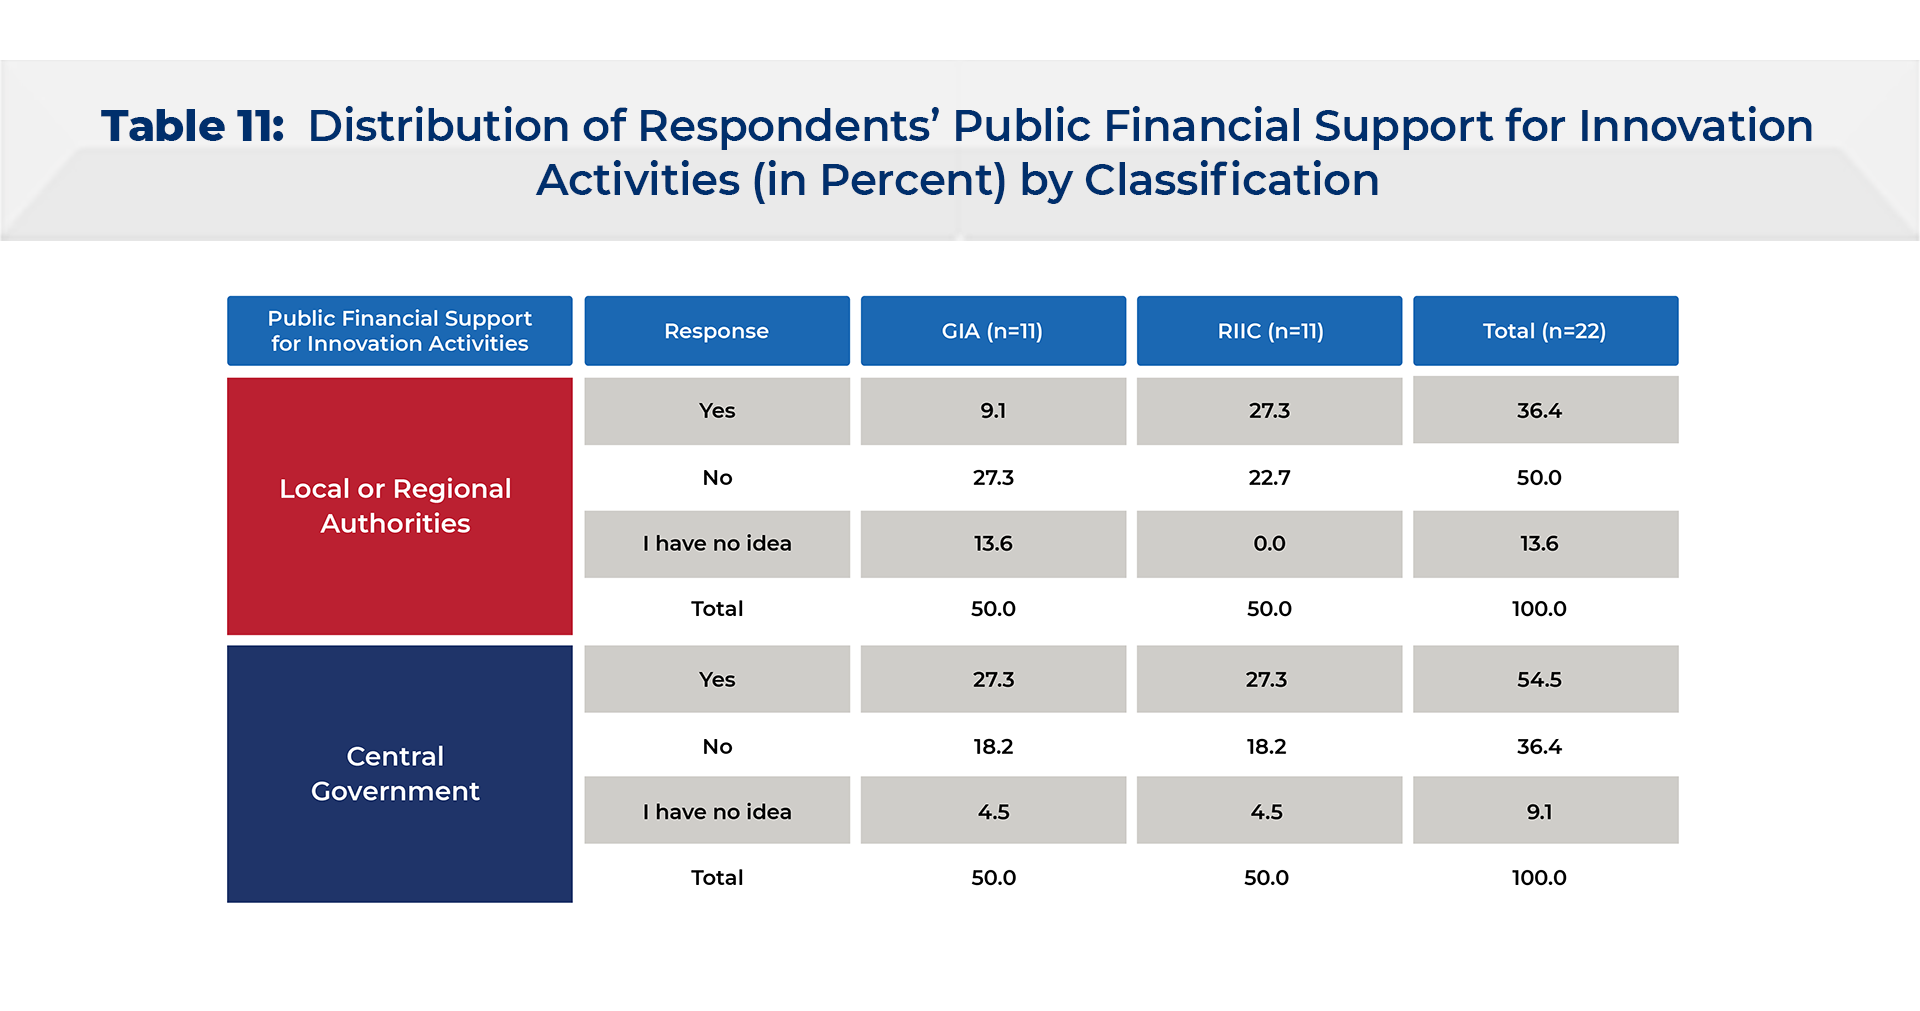 Table 11: Distribution of Respondents’ Public Financial Support for Innovation
Activities (in Percent) by Classification
Public Financial Support
for Innovation Activities
Response
GIA (n=11)
RIIC (n=11)
Total (n=22)
Local or Regional
Authorities
Yes 9.1 27.3 36.4
No 27.3 22.7 50.0
I have no idea 13.6 0.0 13.6
Total 50.0 50.0 100.0
Central
Government
Yes 27.3 27.3 54.5
No 18.2 18.2 36.4
I have no idea 4.5 4.5 9.1
Total 50.0 50.0 100.0